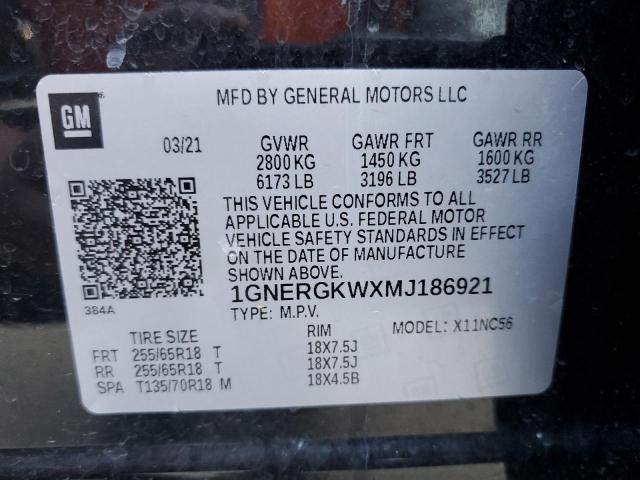 GM
MFD BY GENERAL MOTORS LLC
03/21 GVWR GAWR FRT GAWR RR
2800 KG 1450 KG 1600 KG
6173 LB 3196 LB 3527 LB
THIS VEHICLE CONFORMS TO ALL
APPLICABLE U.S. FEDERAL MOTOR
VEHICLE SAFETY STANDARDS IN EFFECT
ON THE DATE OF MANUFACTURE
SHOWN ABOVE.
1GNERGKWXMJ186921
384A
TYPE: M.P.V. MODEL: X11NC56
TIRE SIZE RIM
FRT 255/65R18 T 18X7.5J
RR 255/65R18 T 18X7.5J
SPA T135/70R18 M 18X4.5B